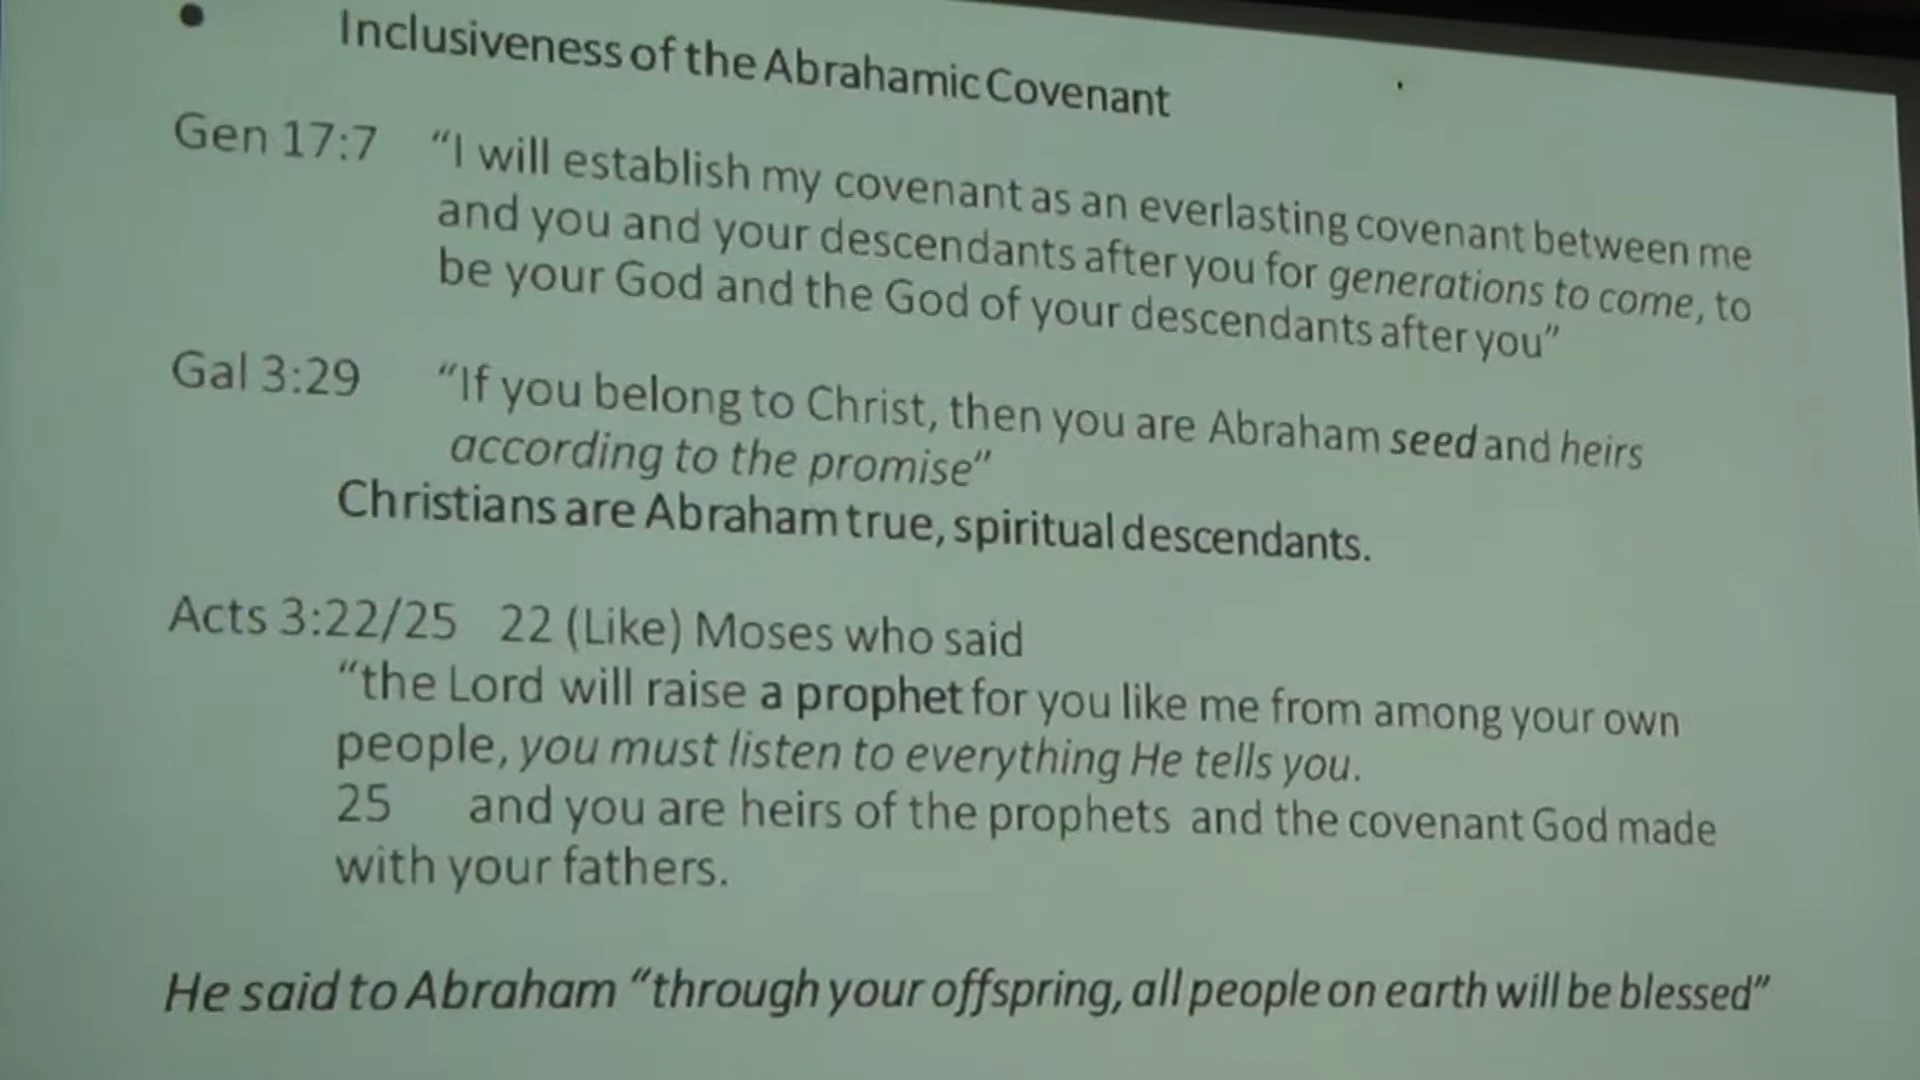 • Inclusiveness of the Abrahamic Covenant
Gen 17:7 “I will establish my covenant as an everlasting covenant between me
and you and your descendants after you for generations to come, to
be your God and the God of your descendants after you”
Gal 3:29 “If you belong to Christ, then you are Abraham seed and heirs
according to the promise”
Christians are Abraham true, spiritual descendants.
Acts 3:22/25 22 (Like) Moses who said
“the Lord will raise a prophet for you like me from among your own
people, you must listen to everything He tells you.
25 and you are heirs of the prophets and the covenant God made
with your fathers.
He said to Abraham “through your offspring, all people on earth will be blessed”